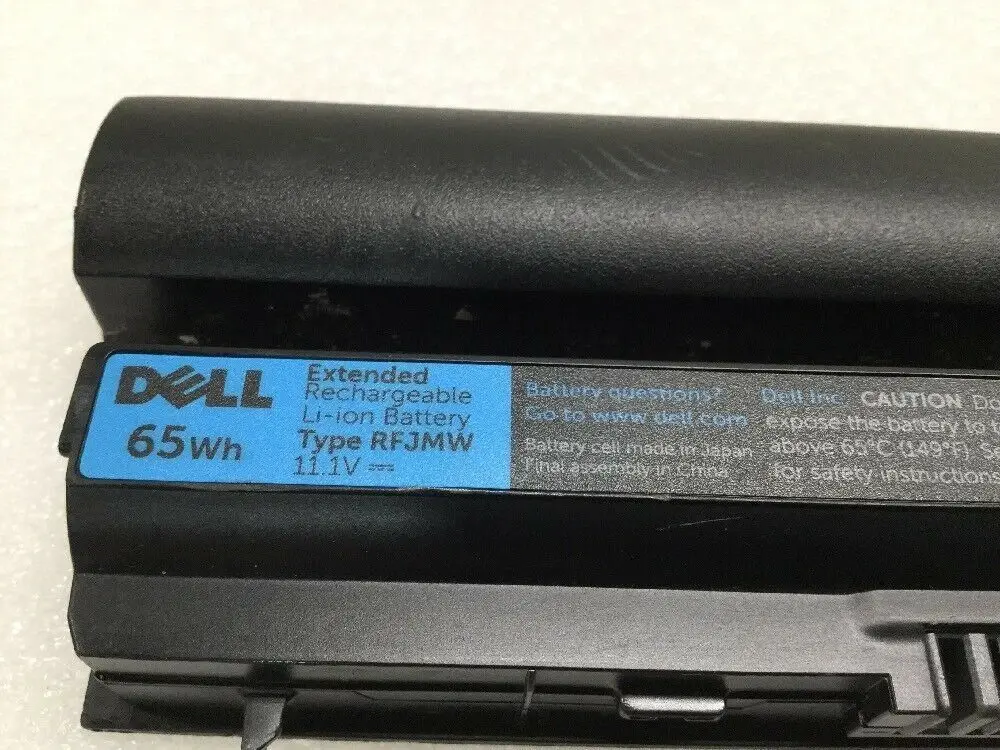 DELL
65Wh
Extended
Rechargeable
Li-ion Battery
Type RFJMW
11.1V ⎓
Battery questions?
Go to www.dell.com
Battery cell made in Japan
Final assembly in China
Dell Inc.
CAUTION Do
expose the battery to t
above 65°C (149°F). Se
for safety instructions